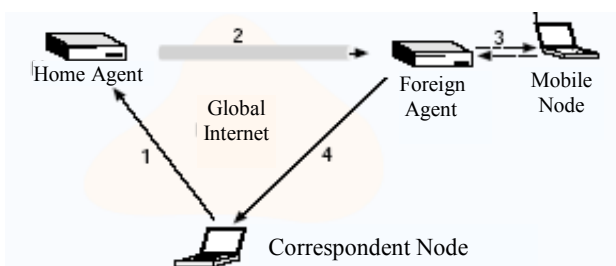 2
3
Home Agent
Foreign
Agent
Mobile
Node
Global
Internet
1
4
Correspondent Node